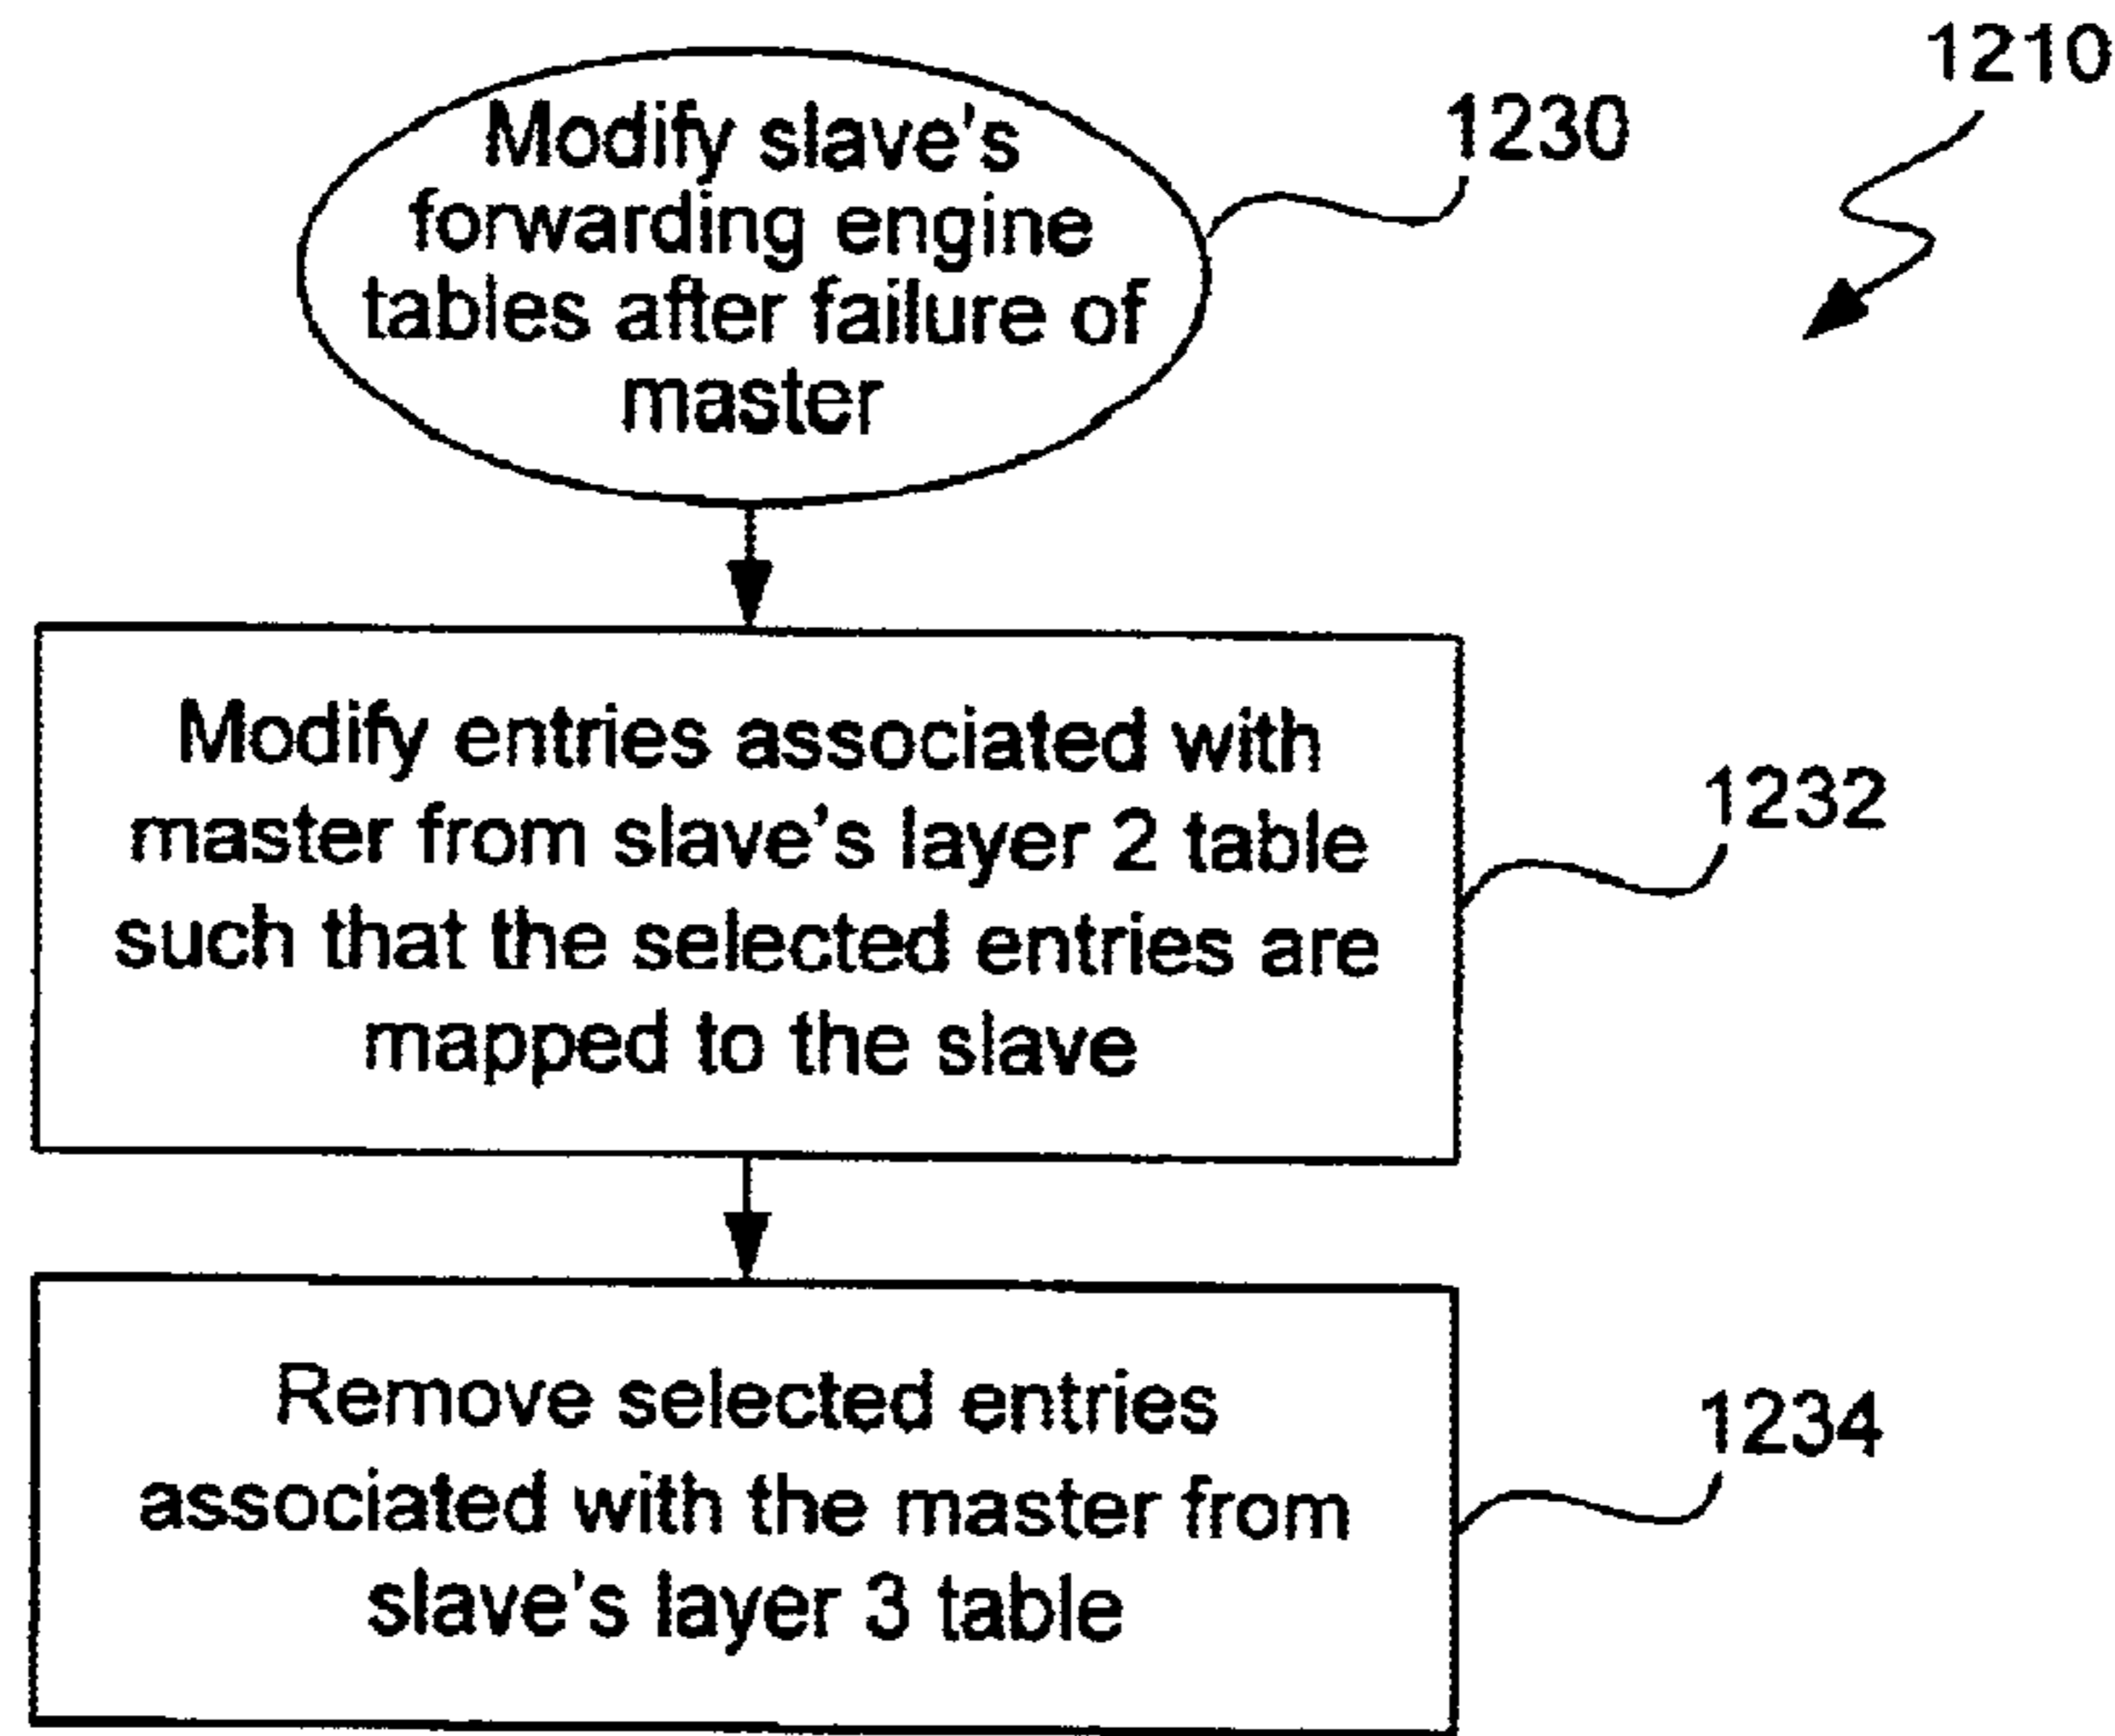 1210
Modify slave's
1230
forwarding engine
tables after failure of
master
Modify entries associated with
master from slave's layer 2 table
1232
such that the selected entries are
mapped to the slave
Remove selected entries
1234
associated with the master from
slave's layer 3 table